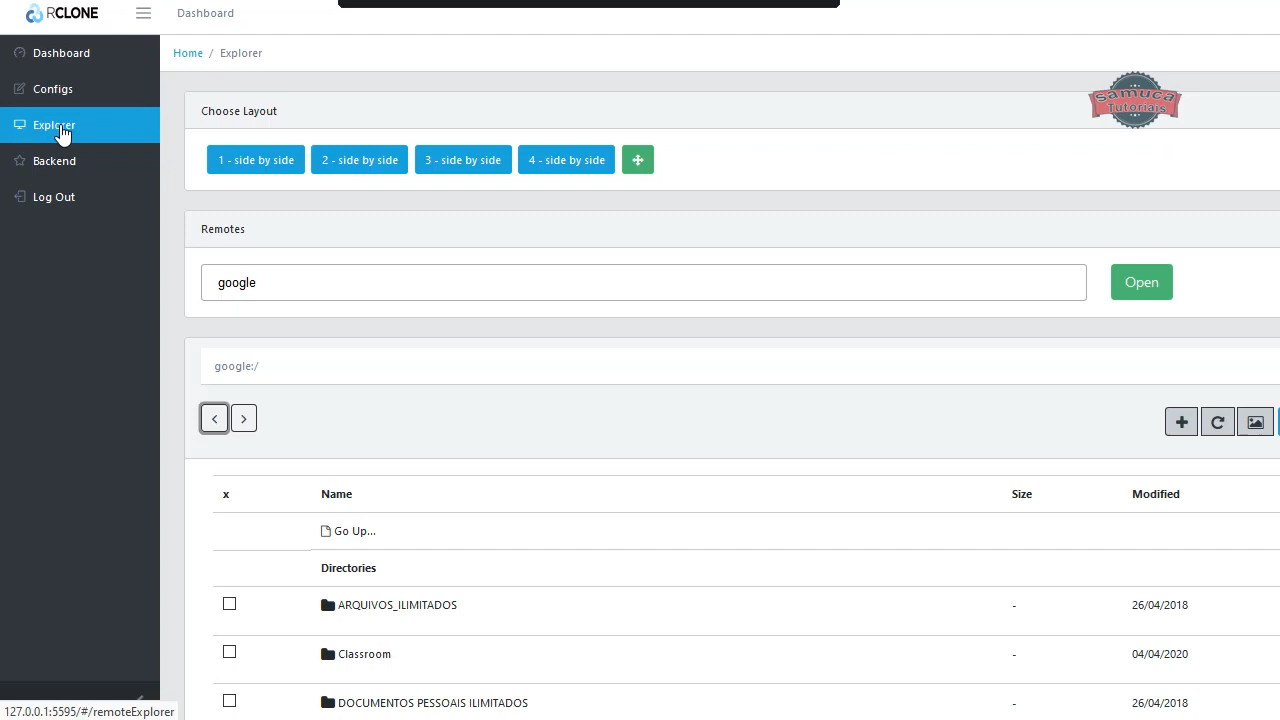 RCLONE
Dashboard
Dashboard
Configs
Explorer
Backend
Log Out
Home / Explorer
samuca
Tutoriais
Choose Layout
1 - side by side
2 - side by side
3 - side by side
4 - side by side
Remotes
google
Open
google:/
x Name Size Modified
Go Up...
Directories
ARQUIVOS_ILIMITADOS - 26/04/2018
Classroom - 04/04/2020
DOCUMENTOS PESSOAIS ILIMITADOS - 26/04/2018
127.0.0.1:5595/#/remoteExplorer